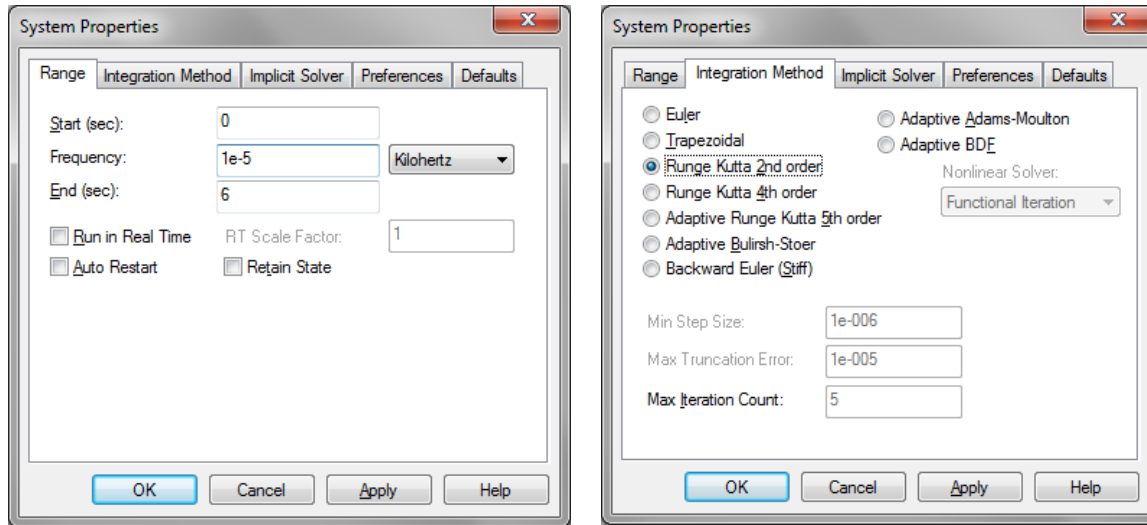 System Properties
Range Integration Method Implicit Solver Preferences Defaults
Start (sec): 0
Frequency: 1e-5 Kilohertz
End (sec): 6
Run in Real Time RT Scale Factor: 1
Auto Restart Retain State
OK Cancel Apply Help
System Properties
Range Integration Method Implicit Solver Preferences Defaults
Euler
Trapezoidal
Runge Kutta 2nd order
Runge Kutta 4th order
Adaptive Runge Kutta 5th order
Adaptive Bulirsh-Stoer
Backward Euler (Stiff)
Adaptive Adams-Moulton
Adaptive BDF
Nonlinear Solver:
Functional Iteration
Min Step Size: 1e-006
Max Truncation Error: 1e-005
Max Iteration Count: 5
OK Cancel Apply Help